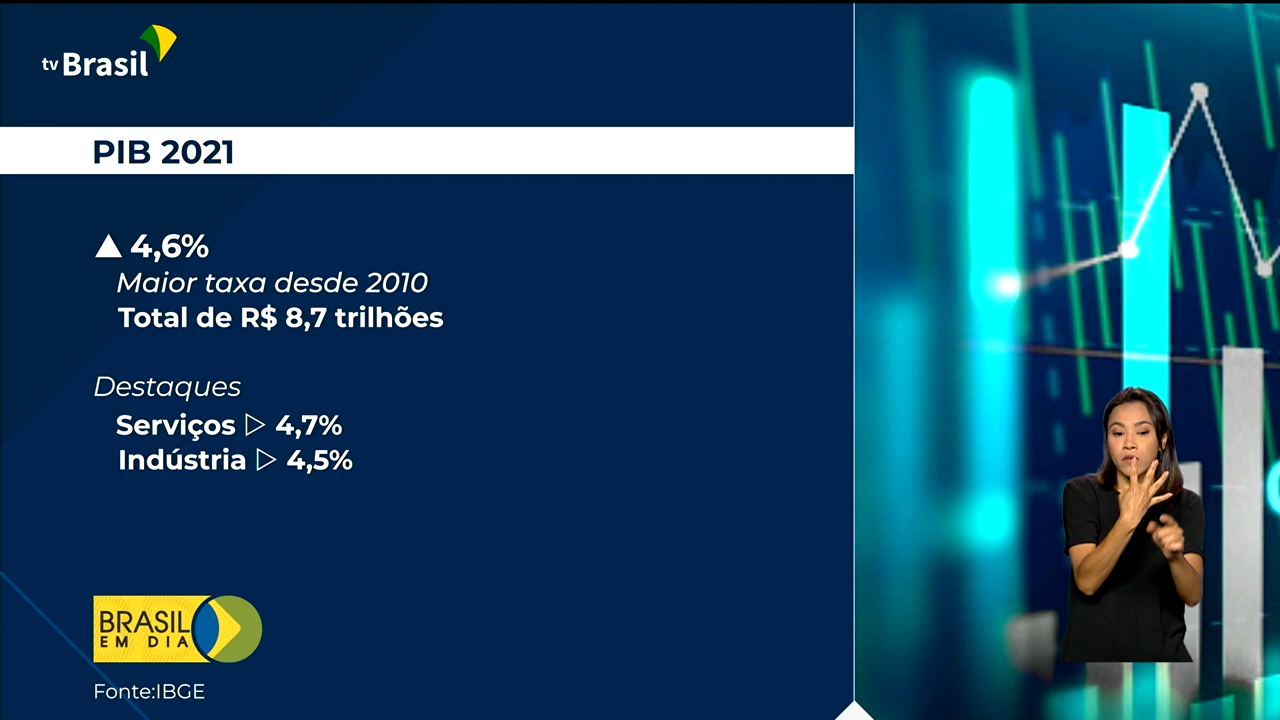 tv Brasil
PIB 2021
▲ 4,6%
Maior taxa desde 2010
Total de R$ 8,7 trilhões
Destaques
Serviços ▷ 4,7%
Indústria ▷ 4,5%
BRASIL
EM DIA
Fonte:IBGE